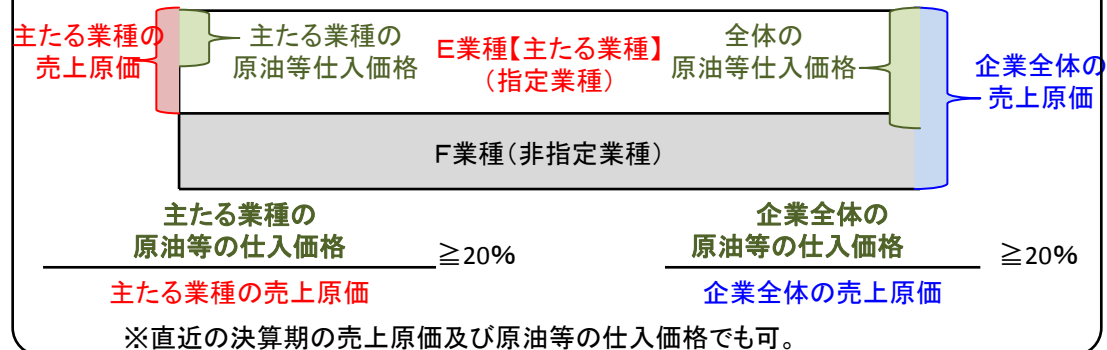 主たる業種の
売上原価
主たる業種の
原油等仕入価格
E業種【主たる業種】
（指定業種）
全体の
原油等仕入価格
企業全体の
売上原価
F業種（非指定業種）
主たる業種の
原油等の仕入価格
主たる業種の売上原価
≧20%
企業全体の
原油等の仕入価格
企業全体の売上原価
≧20%
※直近の決算期の売上原価及び原油等の仕入価格でも可。